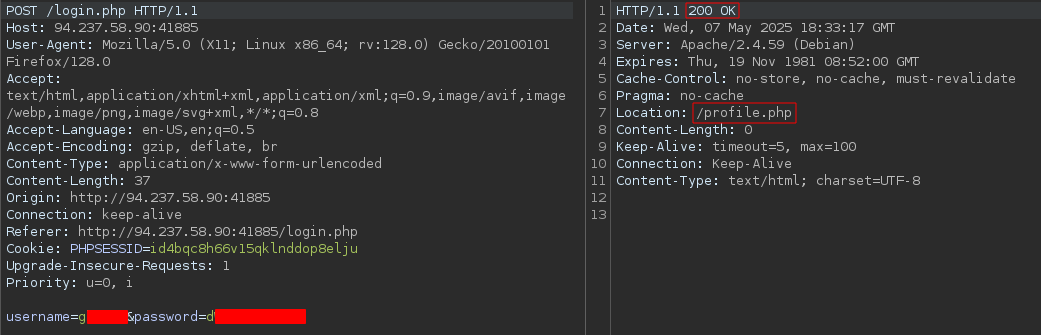 POST /login.php HTTP/1.1
Host: 94.237.58.90:41885
User-Agent: Mozilla/5.0 (X11; Linux x86_64; rv:128.0) Gecko/20100101
Firefox/128.0
Accept:
text/html,application/xhtml+xml,application/xml;q=0.9,image/avif,image
/webp,image/png,image/svg+xml,*/*;q=0.8
Accept-Language: en-US,en;q=0.5
Accept-Encoding: gzip, deflate, br
Content-Type: application/x-www-form-urlencoded
Content-Length: 37
Origin: http://94.237.58.90:41885
Connection: keep-alive
Referer: http://94.237.58.90:41885/login.php
Cookie: PHPSESSID=id4bqc8h66v15qklnddop8elju
Upgrade-Insecure-Requests: 1
Priority: u=0, i
username=g &password=d
1 HTTP/1.1 200 OK
2 Date: Wed, 07 May 2025 18:33:17 GMT
3 Server: Apache/2.4.59 (Debian)
4 Expires: Thu, 19 Nov 1981 08:52:00 GMT
5 Cache-Control: no-store, no-cache, must-revalidate
6 Pragma: no-cache
7 Location: /profile.php
8 Content-Length: 0
9 Keep-Alive: timeout=5, max=100
10 Connection: Keep-Alive
11 Content-Type: text/html; charset=UTF-8
12
13